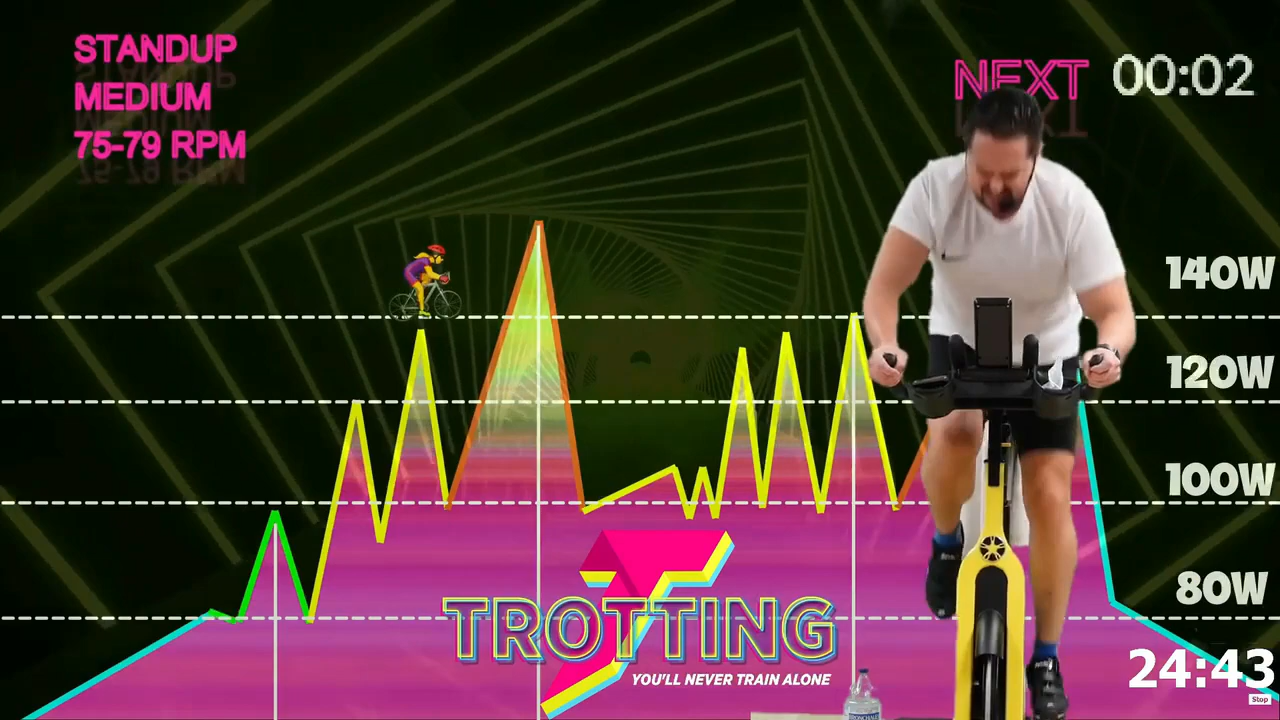 STANDUP
MEDIUM
75-79 RPM
NEXT 00:02
140W
120W
100W
80W
TROTTING
YOU'LL NEVER TRAIN ALONE
24:43
Stop